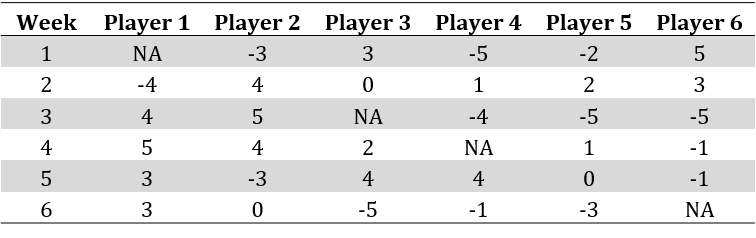 Week Player 1 Player 2 Player 3 Player 4 Player 5 Player 6
1 NA -3 3 -5 -2 5
2 -4 4 0 1 2 3
3 4 5 NA -4 -5 -5
4 5 4 2 NA 1 -1
5 3 -3 4 4 0 -1
6 3 0 -5 -1 -3 NA